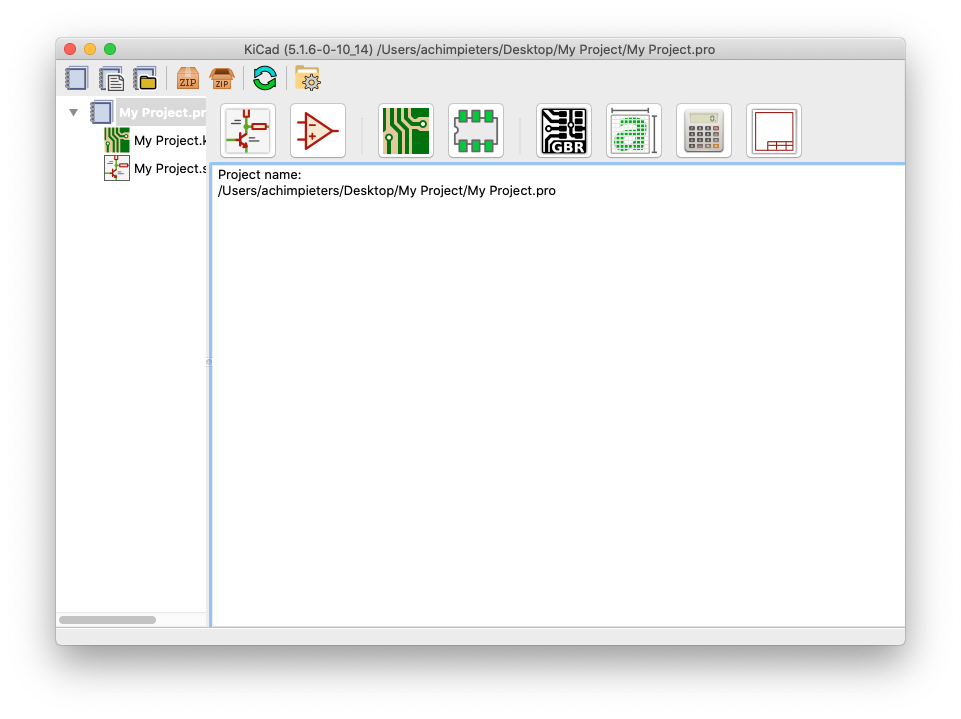 KiCad (5.1.6-0-10_14) /Users/achimpieters/Desktop/My Project/My Project.pro
ZIP
ZIP
My Project.pr
My Project.k
My Project.s
GBR
a
0.
Project name:
/Users/achimpieters/Desktop/My Project/My Project.pro